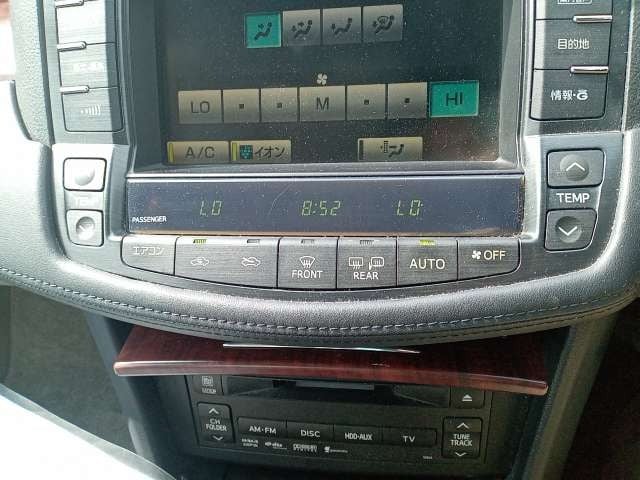 目的地
情報・G
LO M HI
A/C イオン
TEMP TEMP
PASSENGER
LO 8:52 LO
エアコン FRONT REAR AUTO OFF
CH FOLDER
AM・FM DISC HDD・AUX TV
TUNE TRACK